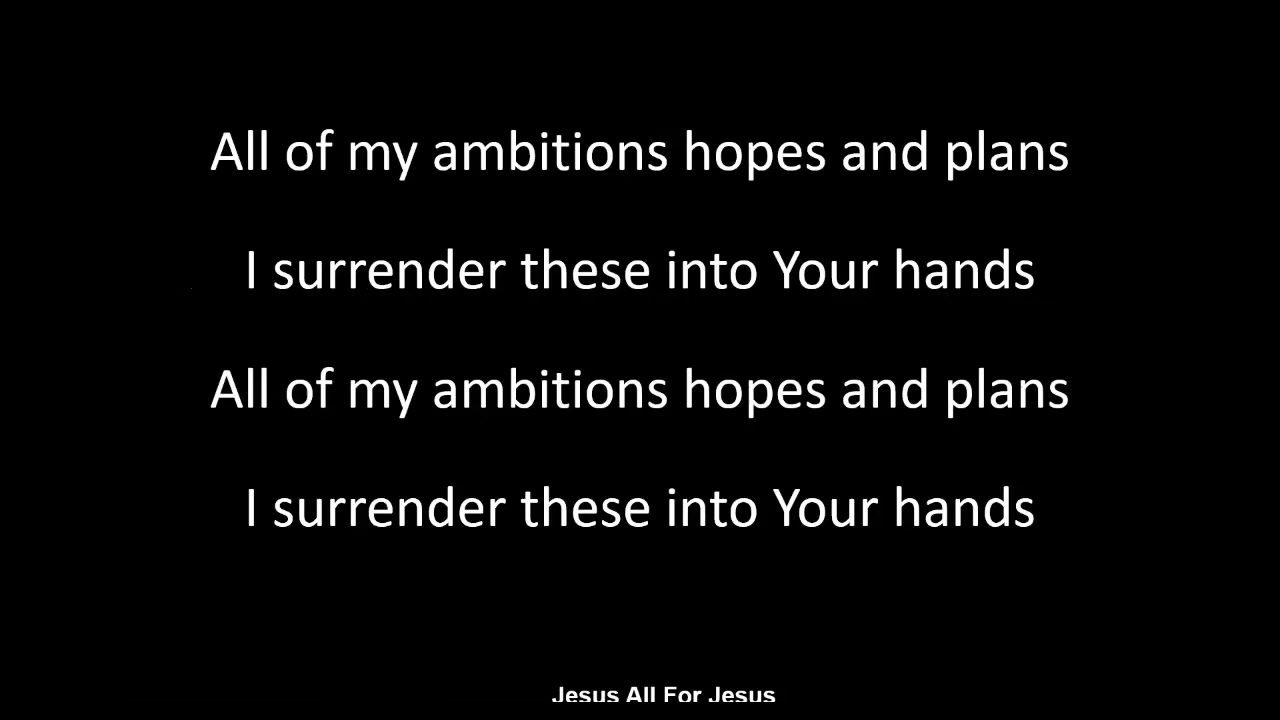 All of my ambitions hopes and plans
I surrender these into Your hands
All of my ambitions hopes and plans
I surrender these into Your hands
Jesus All For Jesus